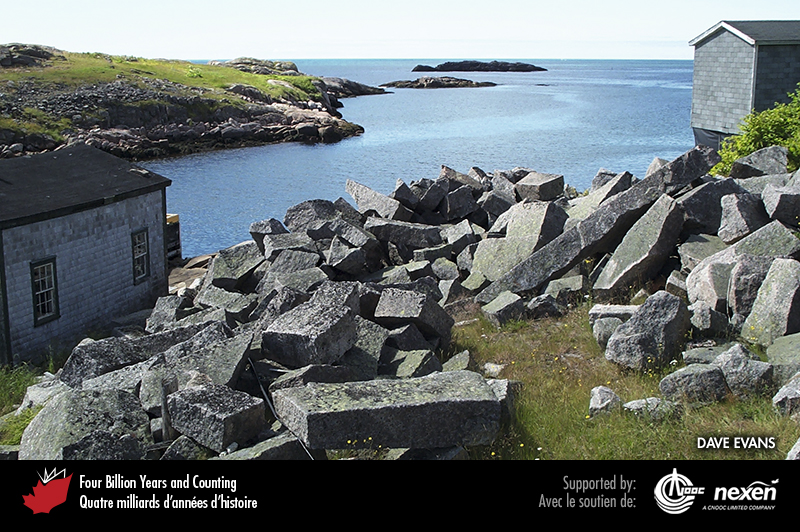 DAVE EVANS
Four Billion Years and Counting
Quatre milliards d'années d'histoire
Supported by:
Avec le soutien de:
CNOOC
nexen
A CNOOC LIMITED COMPANY